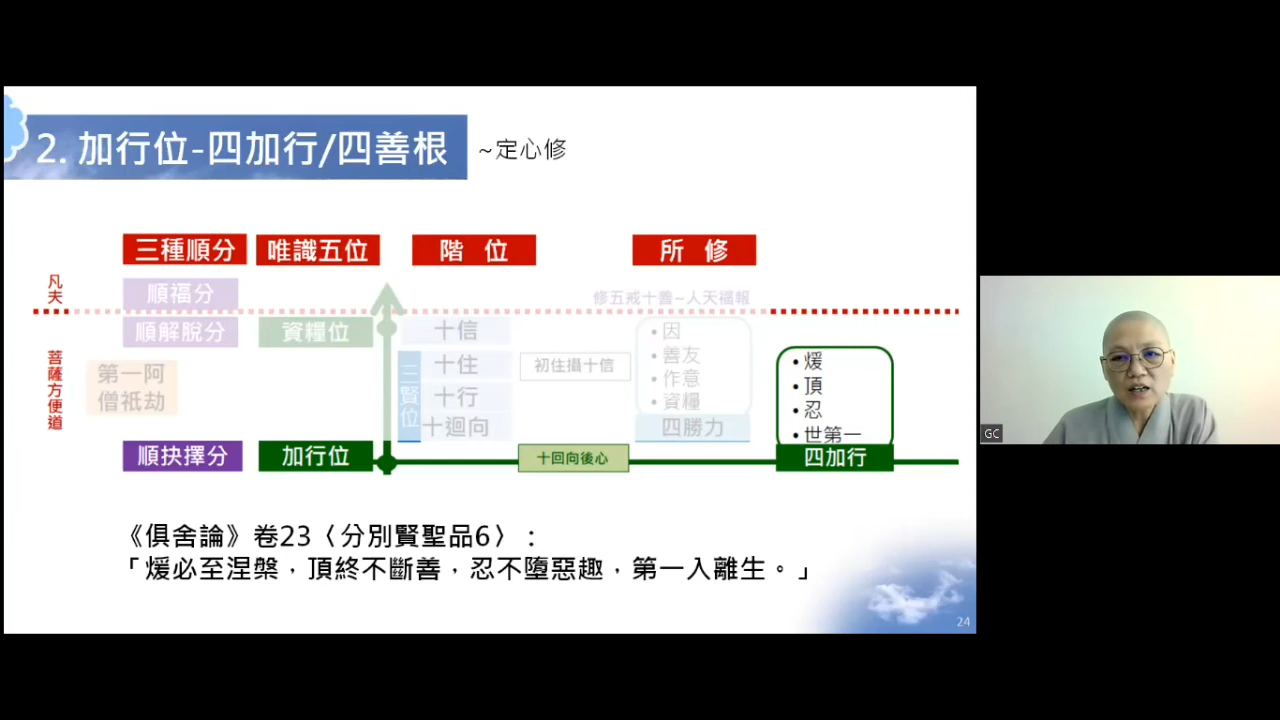 2. 加行位-四加行/四善根 ~定心修
三種順分 唯識五位 階 位 所 修
凡夫
順福分 修五戒十善~人天福報
順解脫分 資糧位 十信
菩薩方便道
第一阿
僧祇劫
三賢位
十住 初住攝十信
十行
十迴向
•因
•善友
•作意
•資糧
四勝力
•煖
•頂
•忍
•世第一
順抉擇分 加行位 十回向後心 四加行
《俱舍論》卷23〈分別賢聖品6〉：
「煖必至涅槃，頂終不斷善，忍不墮惡趣，第一入離生。」
24
GC